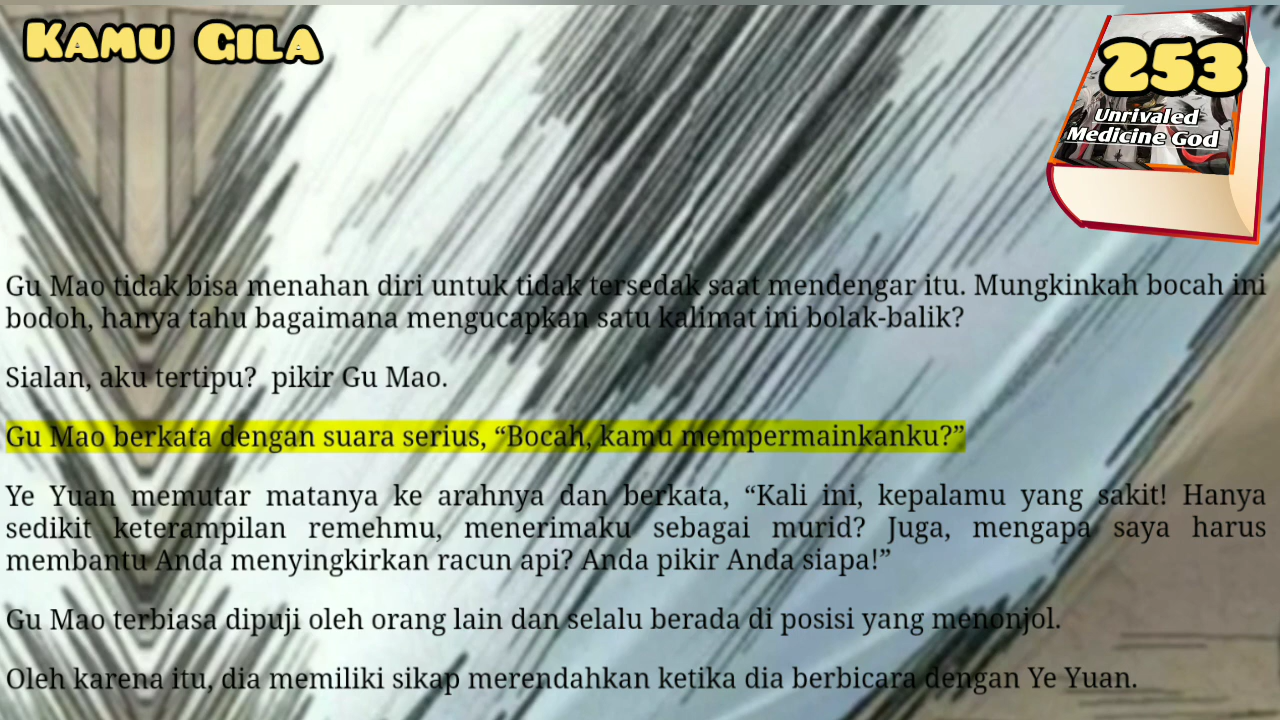 Kamu Gila
253
Unrivaled
Medicine God
Gu Mao tidak bisa menahan diri untuk tidak tersedak saat mendengar itu. Mungkinkah bocah ini
bodoh, hanya tahu bagaimana mengucapkan satu kalimat ini bolak-balik?
Sialan, aku tertipu?  pikir Gu Mao.
Gu Mao berkata dengan suara serius, “Bocah, kamu mempermainkanku?”
Ye Yuan memutar matanya ke arahnya dan berkata, “Kali ini, kepalamu yang sakit! Hanya
sedikit keterampilan remehmu, menerimaku sebagai murid? Juga, mengapa saya harus
membantu Anda menyingkirkan racun api? Anda pikir Anda siapa!”
Gu Mao terbiasa dipuji oleh orang lain dan selalu berada di posisi yang menonjol.
Oleh karena itu, dia memiliki sikap merendahkan ketika dia berbicara dengan Ye Yuan.